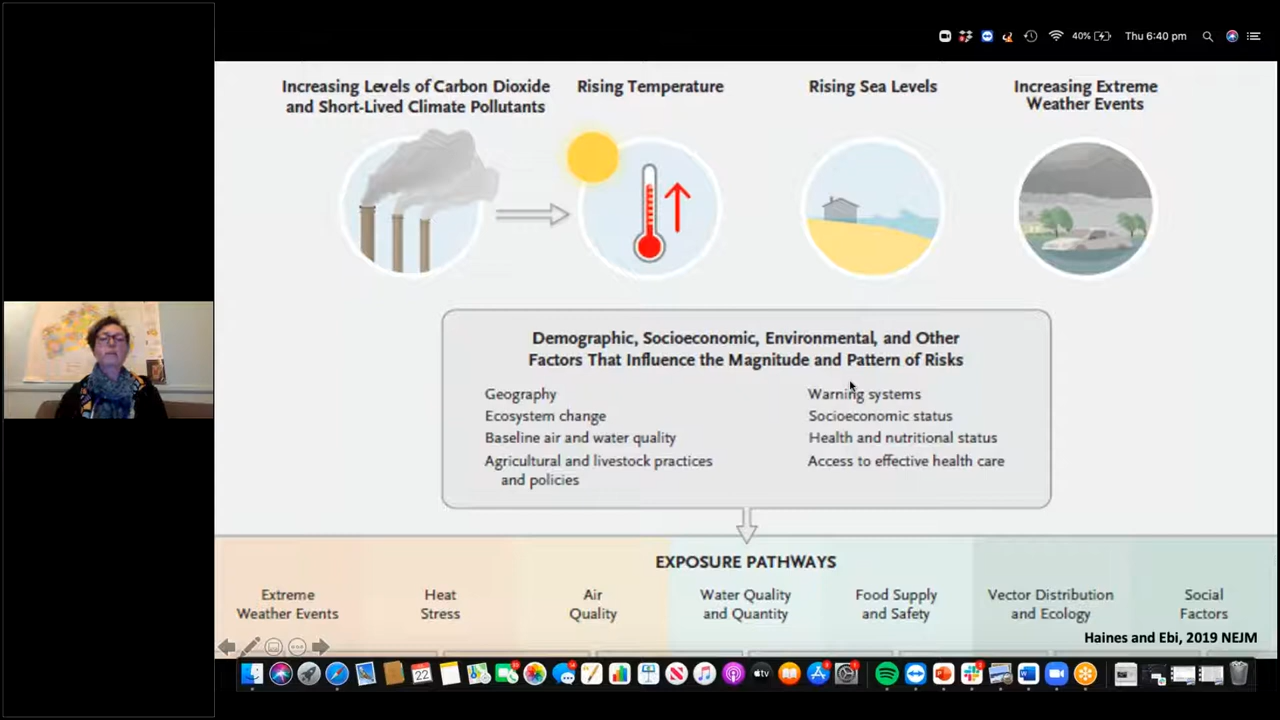 40%
Thu 6:40 pm
Increasing Levels of Carbon Dioxide
and Short-Lived Climate Pollutants
Rising Temperature
Rising Sea Levels
Increasing Extreme
Weather Events
Demographic, Socioeconomic, Environmental, and Other
Factors That Influence the Magnitude and Pattern of Risks
Geography
Ecosystem change
Baseline air and water quality
Agricultural and livestock practices
and policies
Warning systems
Socioeconomic status
Health and nutritional status
Access to effective health care
EXPOSURE PATHWAYS
Extreme
Weather Events
Heat
Stress
Air
Quality
Water Quality
and Quantity
Food Supply
and Safety
Vector Distribution
and Ecology
Social
Factors
Haines and Ebi, 2019 NEJM
22
tv